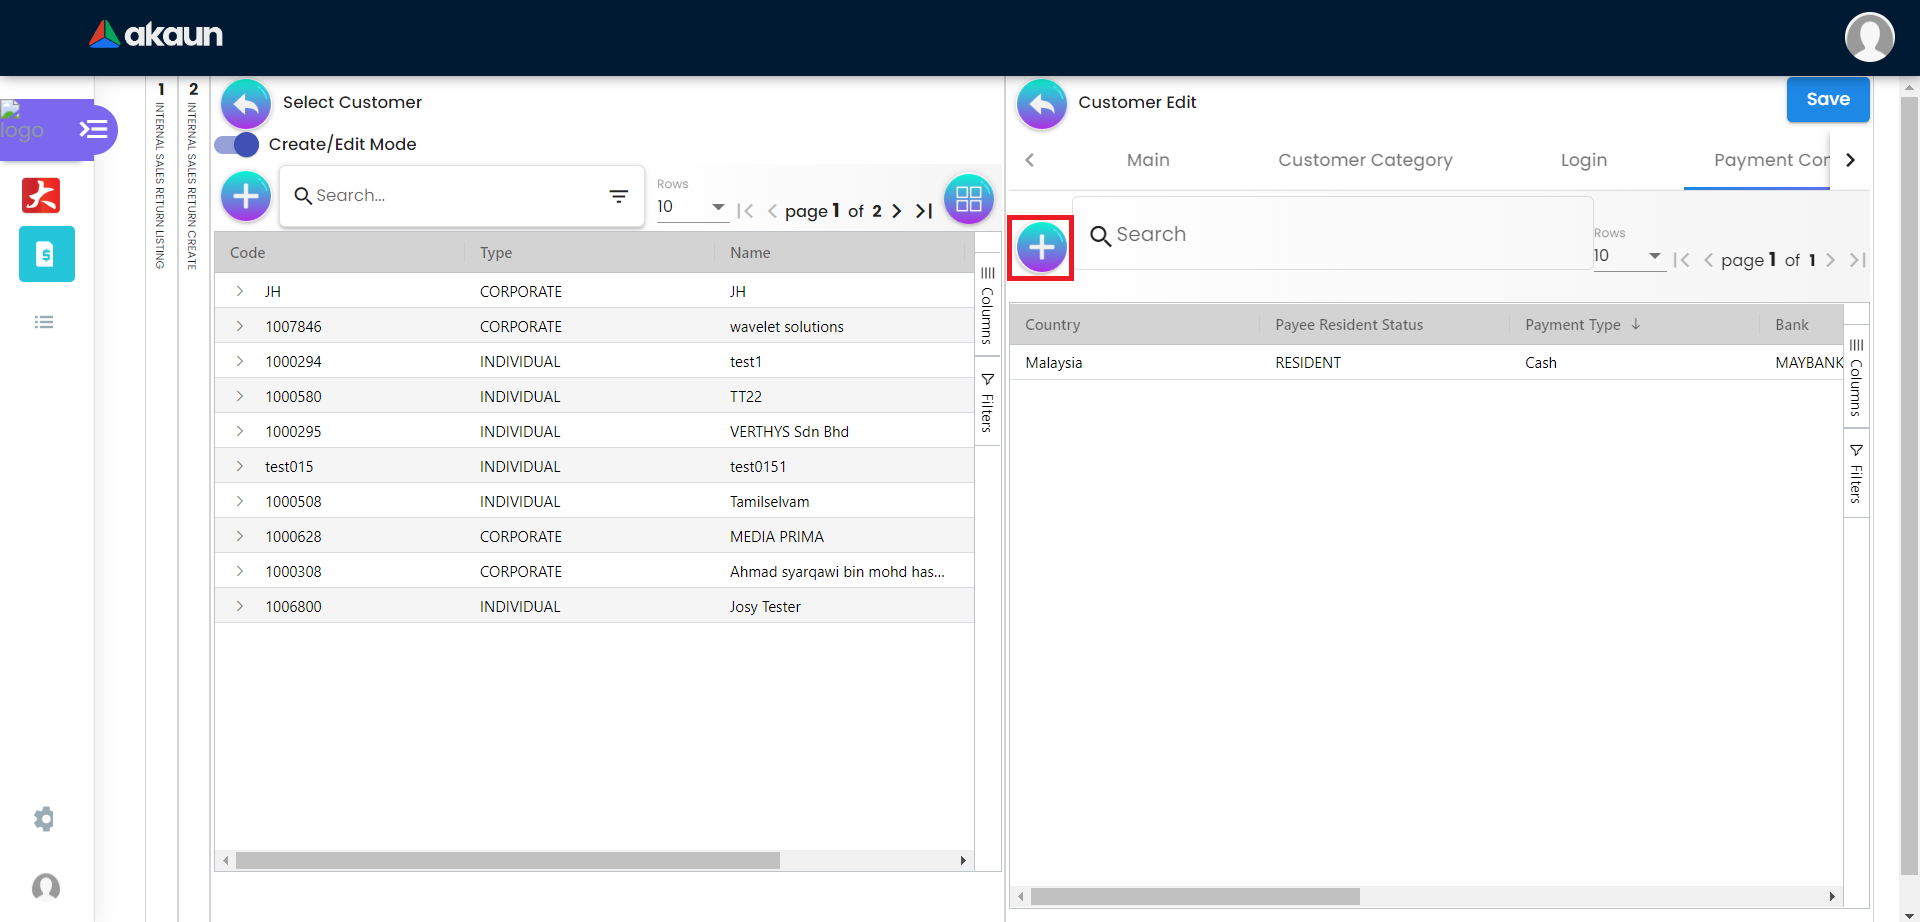 akaun
logo
1 INTERNAL SALES RETURN LISTING
2 INTERNAL SALES RETURN CREATE
Select Customer
Create/Edit Mode
Search...
Rows
10
page 1 of 2
Code Type Name
JH CORPORATE JH
1007846 CORPORATE wavelet solutions
1000294 INDIVIDUAL test1
1000580 INDIVIDUAL TT22
1000295 INDIVIDUAL VERTHYS Sdn Bhd
test015 INDIVIDUAL test0151
1000508 INDIVIDUAL Tamilselvam
1000628 CORPORATE MEDIA PRIMA
1000308 CORPORATE Ahmad syarqawi bin mohd has...
1006800 INDIVIDUAL Josy Tester
Columns
Filters
Customer Edit
Save
Main Customer Category Login Payment Con
Search
Rows
10
page 1 of 1
Country Payee Resident Status Payment Type Bank
Malaysia RESIDENT Cash MAYBANK
Columns
Filters